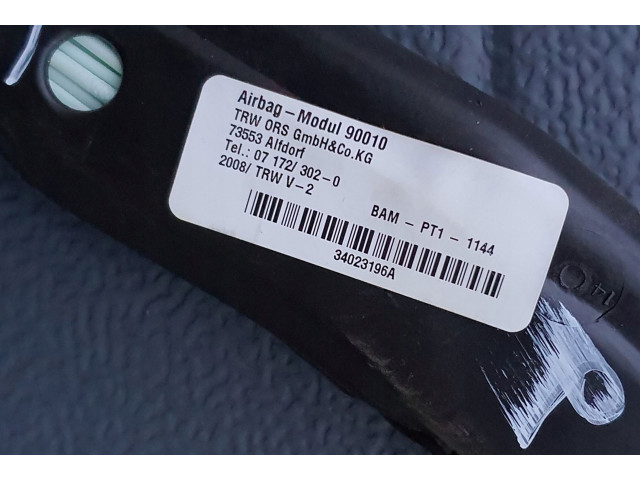 Airbag-Modul 90010
TRW ORS GmbH&Co.KG
73553 Alfdorf
Tel.: 07 172/ 302-0
2008/ TRW V-2
BAM - PT1 - 1144
34023196A
14